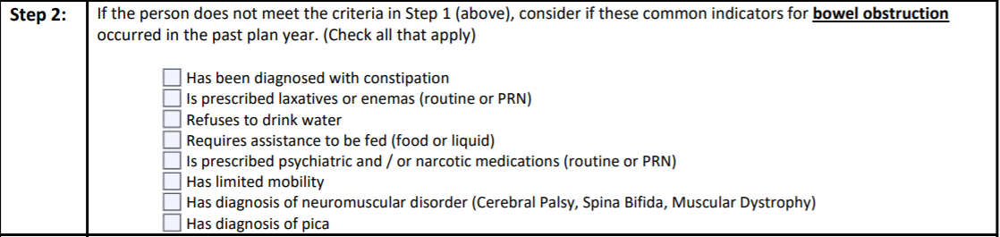 Step 2:
If the person does not meet the criteria in Step 1 (above), consider if these common indicators for bowel obstruction
occurred in the past plan year. (Check all that apply)
Has been diagnosed with constipation
Is prescribed laxatives or enemas (routine or PRN)
Refuses to drink water
Requires assistance to be fed (food or liquid)
Is prescribed psychiatric and / or narcotic medications (routine or PRN)
Has limited mobility
Has diagnosis of neuromuscular disorder (Cerebral Palsy, Spina Bifida, Muscular Dystrophy)
Has diagnosis of pica